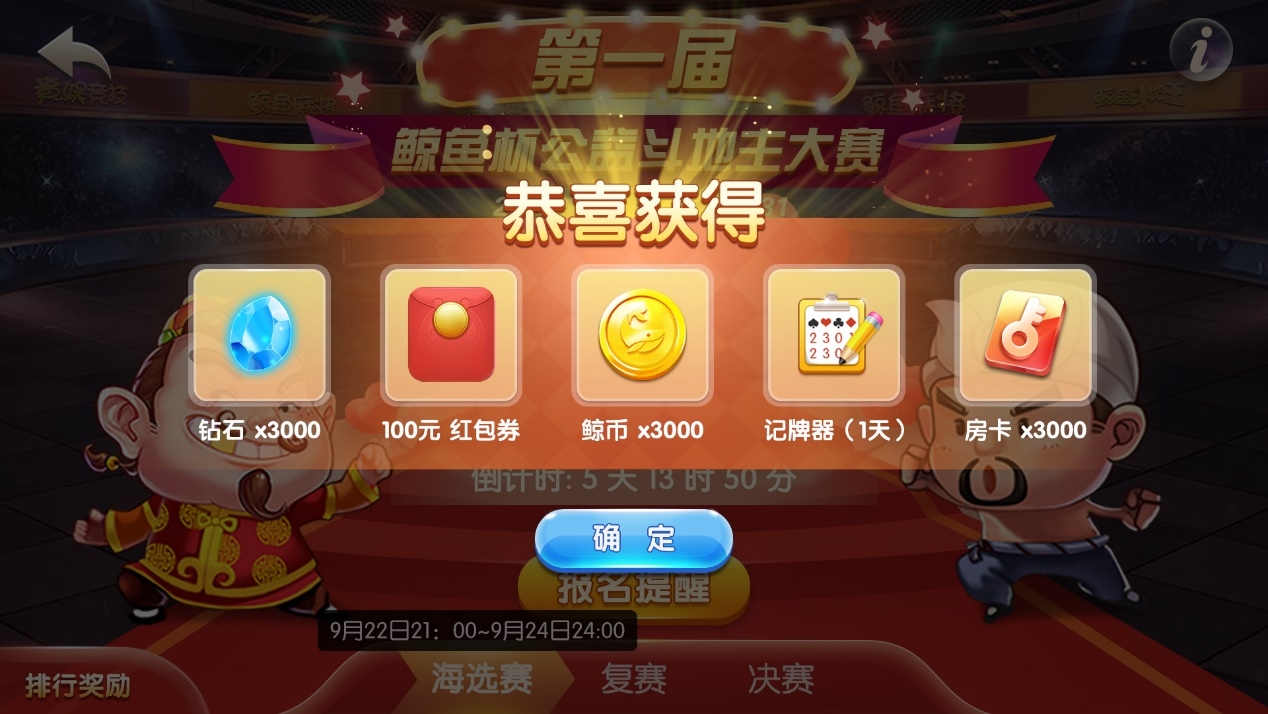 第一届
鲸鱼杯公益斗地主大赛
恭喜获得
钻石 x3000
100元 红包券
鲸币 x3000
记牌器（1天）
房卡 x3000
倒计时: 5 天 13 时 50 分
确 定
报名提醒
9月22日21：00~9月24日24:00
排行奖励
海选赛
复赛
决赛